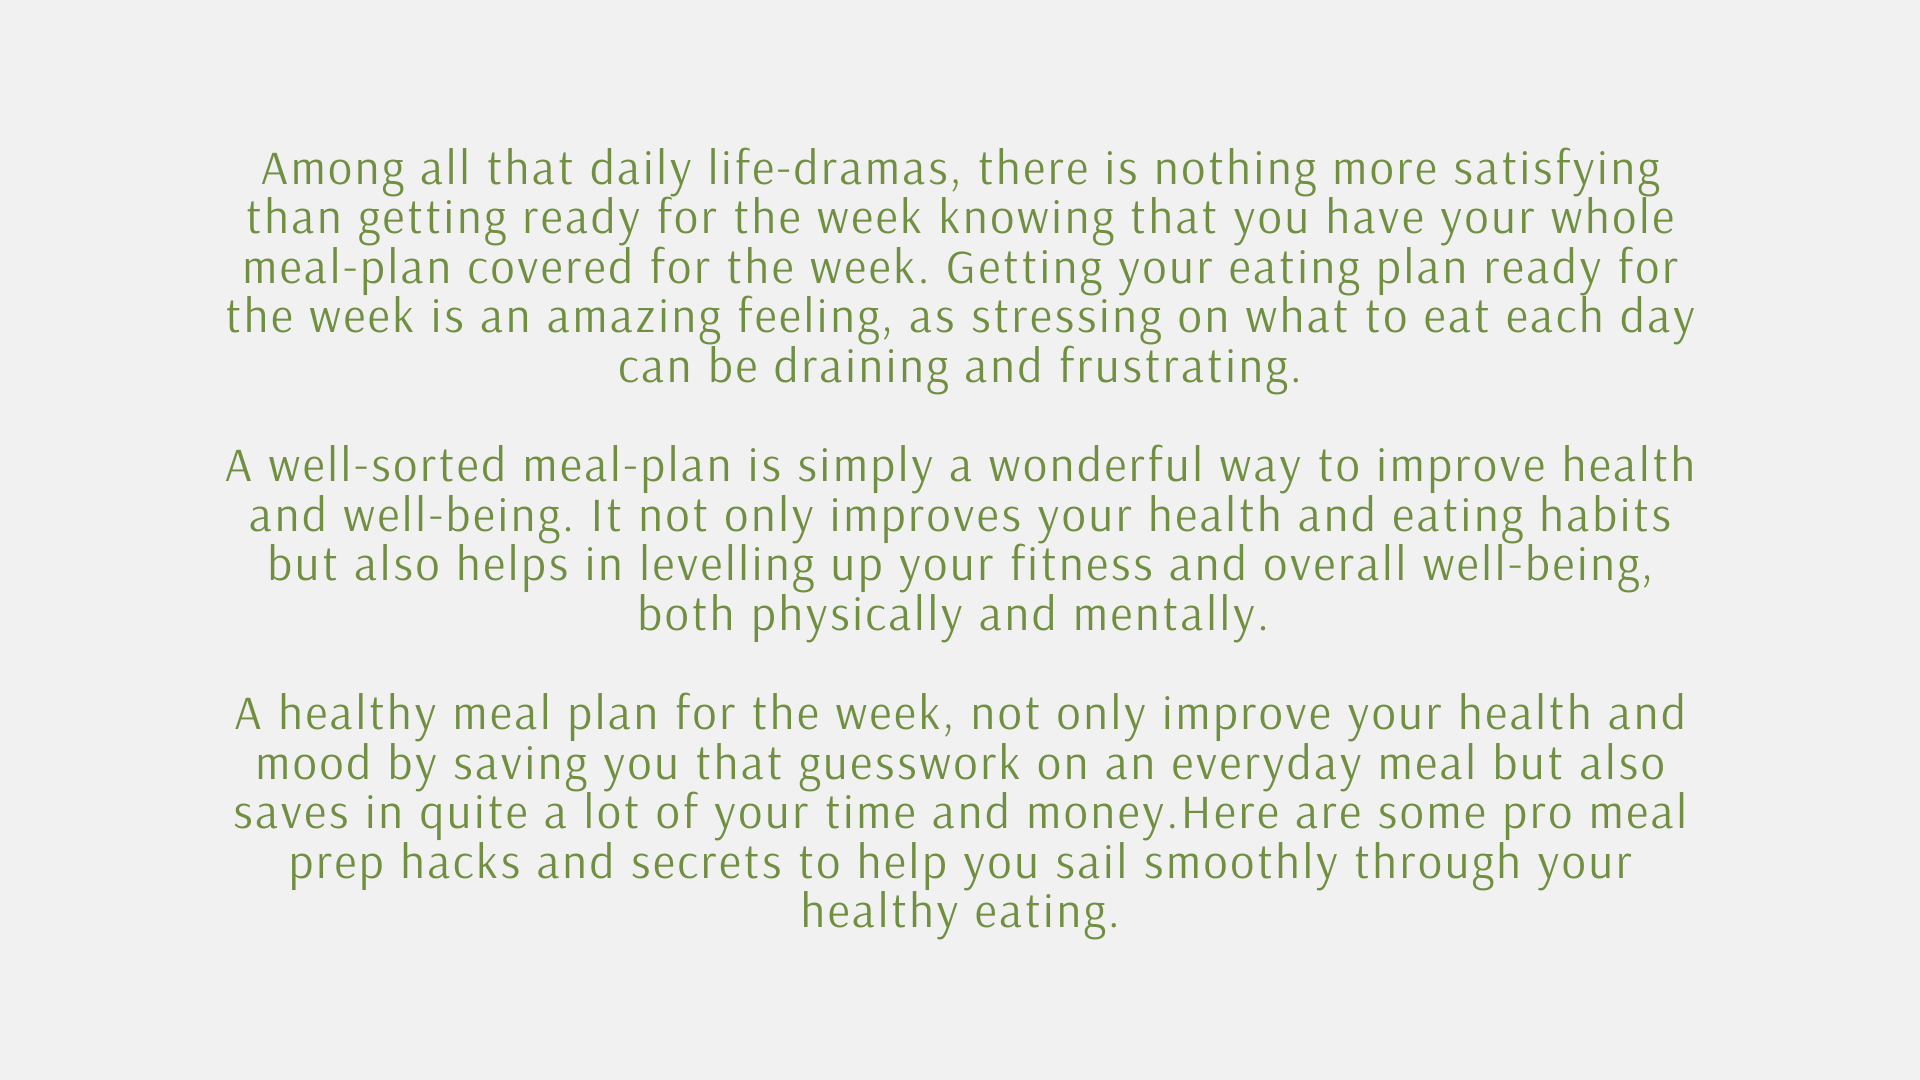 Among all that daily life-dramas, there is nothing more satisfying
than getting ready for the week knowing that you have your whole
meal-plan covered for the week. Getting your eating plan ready for
the week is an amazing feeling, as stressing on what to eat each day
can be draining and frustrating.
A well-sorted meal-plan is simply a wonderful way to improve health
and well-being. It not only improves your health and eating habits
but also helps in levelling up your fitness and overall well-being,
both physically and mentally.
A healthy meal plan for the week, not only improve your health and
mood by saving you that guesswork on an everyday meal but also
saves in quite a lot of your time and money.Here are some pro meal
prep hacks and secrets to help you sail smoothly through your
healthy eating.